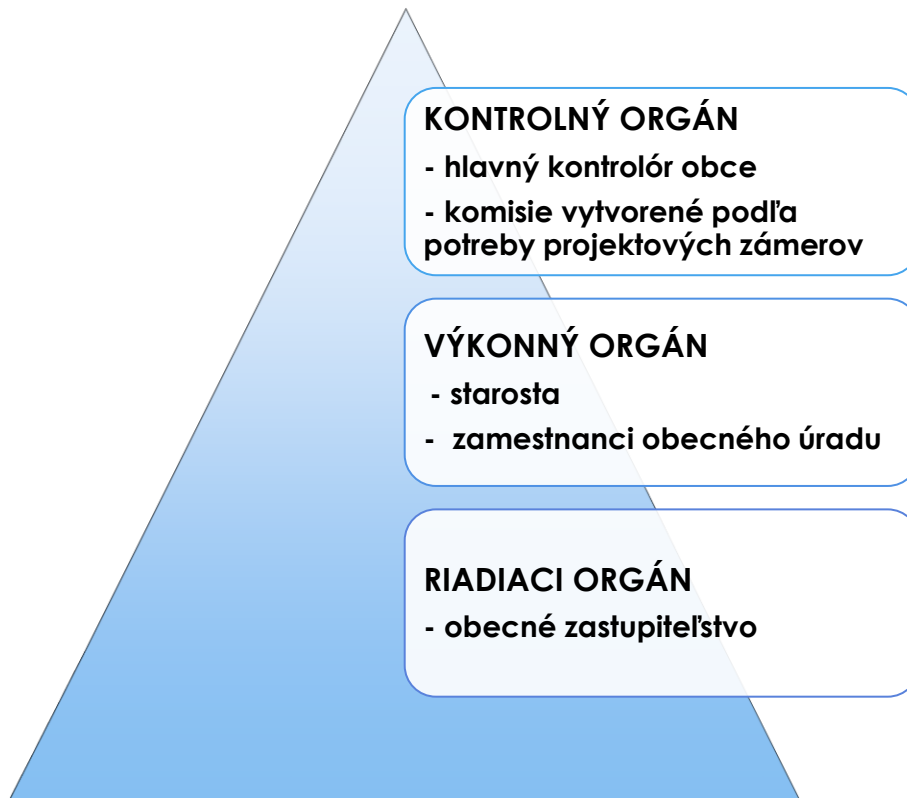 KONTROLNÝ ORGÁN
- hlavný kontrolór obce
- komisie vytvorené podľa
potreby projektových zámerov
VÝKONNÝ ORGÁN
- starosta
- zamestnanci obecného úradu
RIADIACI ORGÁN
- obecné zastupiteľstvo